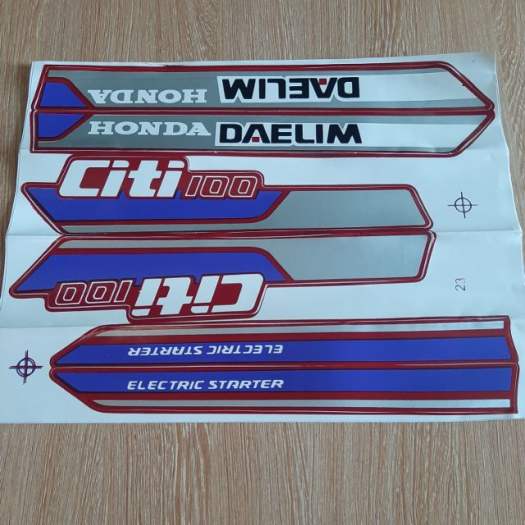 HONDA DAELIM
HONDA DAELIM
Citi 100
Citi 100
23
ELECTRIC STARTER
ELECTRIC STARTER